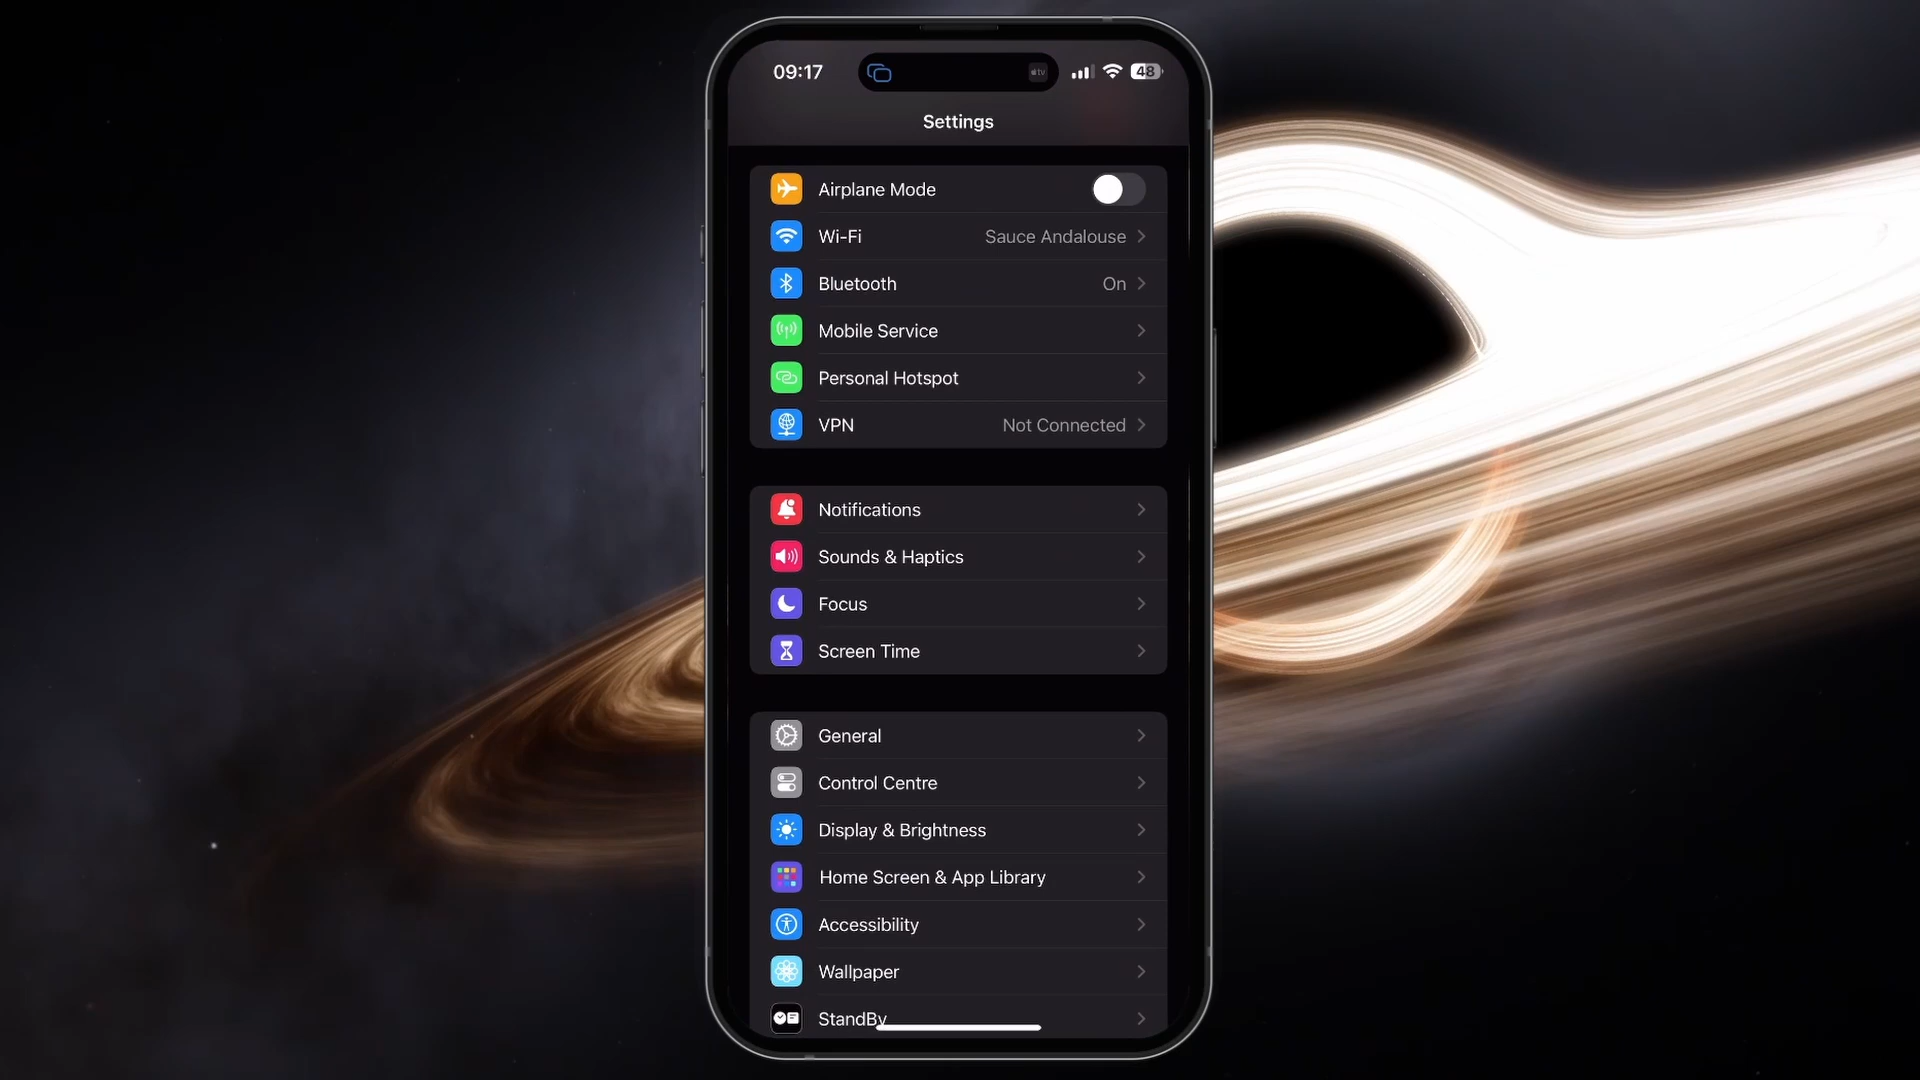 09:17
tv
48
Settings
Airplane Mode
Wi-Fi Sauce Andalouse
Bluetooth On
Mobile Service
Personal Hotspot
VPN Not Connected
Notifications
Sounds & Haptics
Focus
Screen Time
General
Control Centre
Display & Brightness
Home Screen & App Library
Accessibility
Wallpaper
StandBy